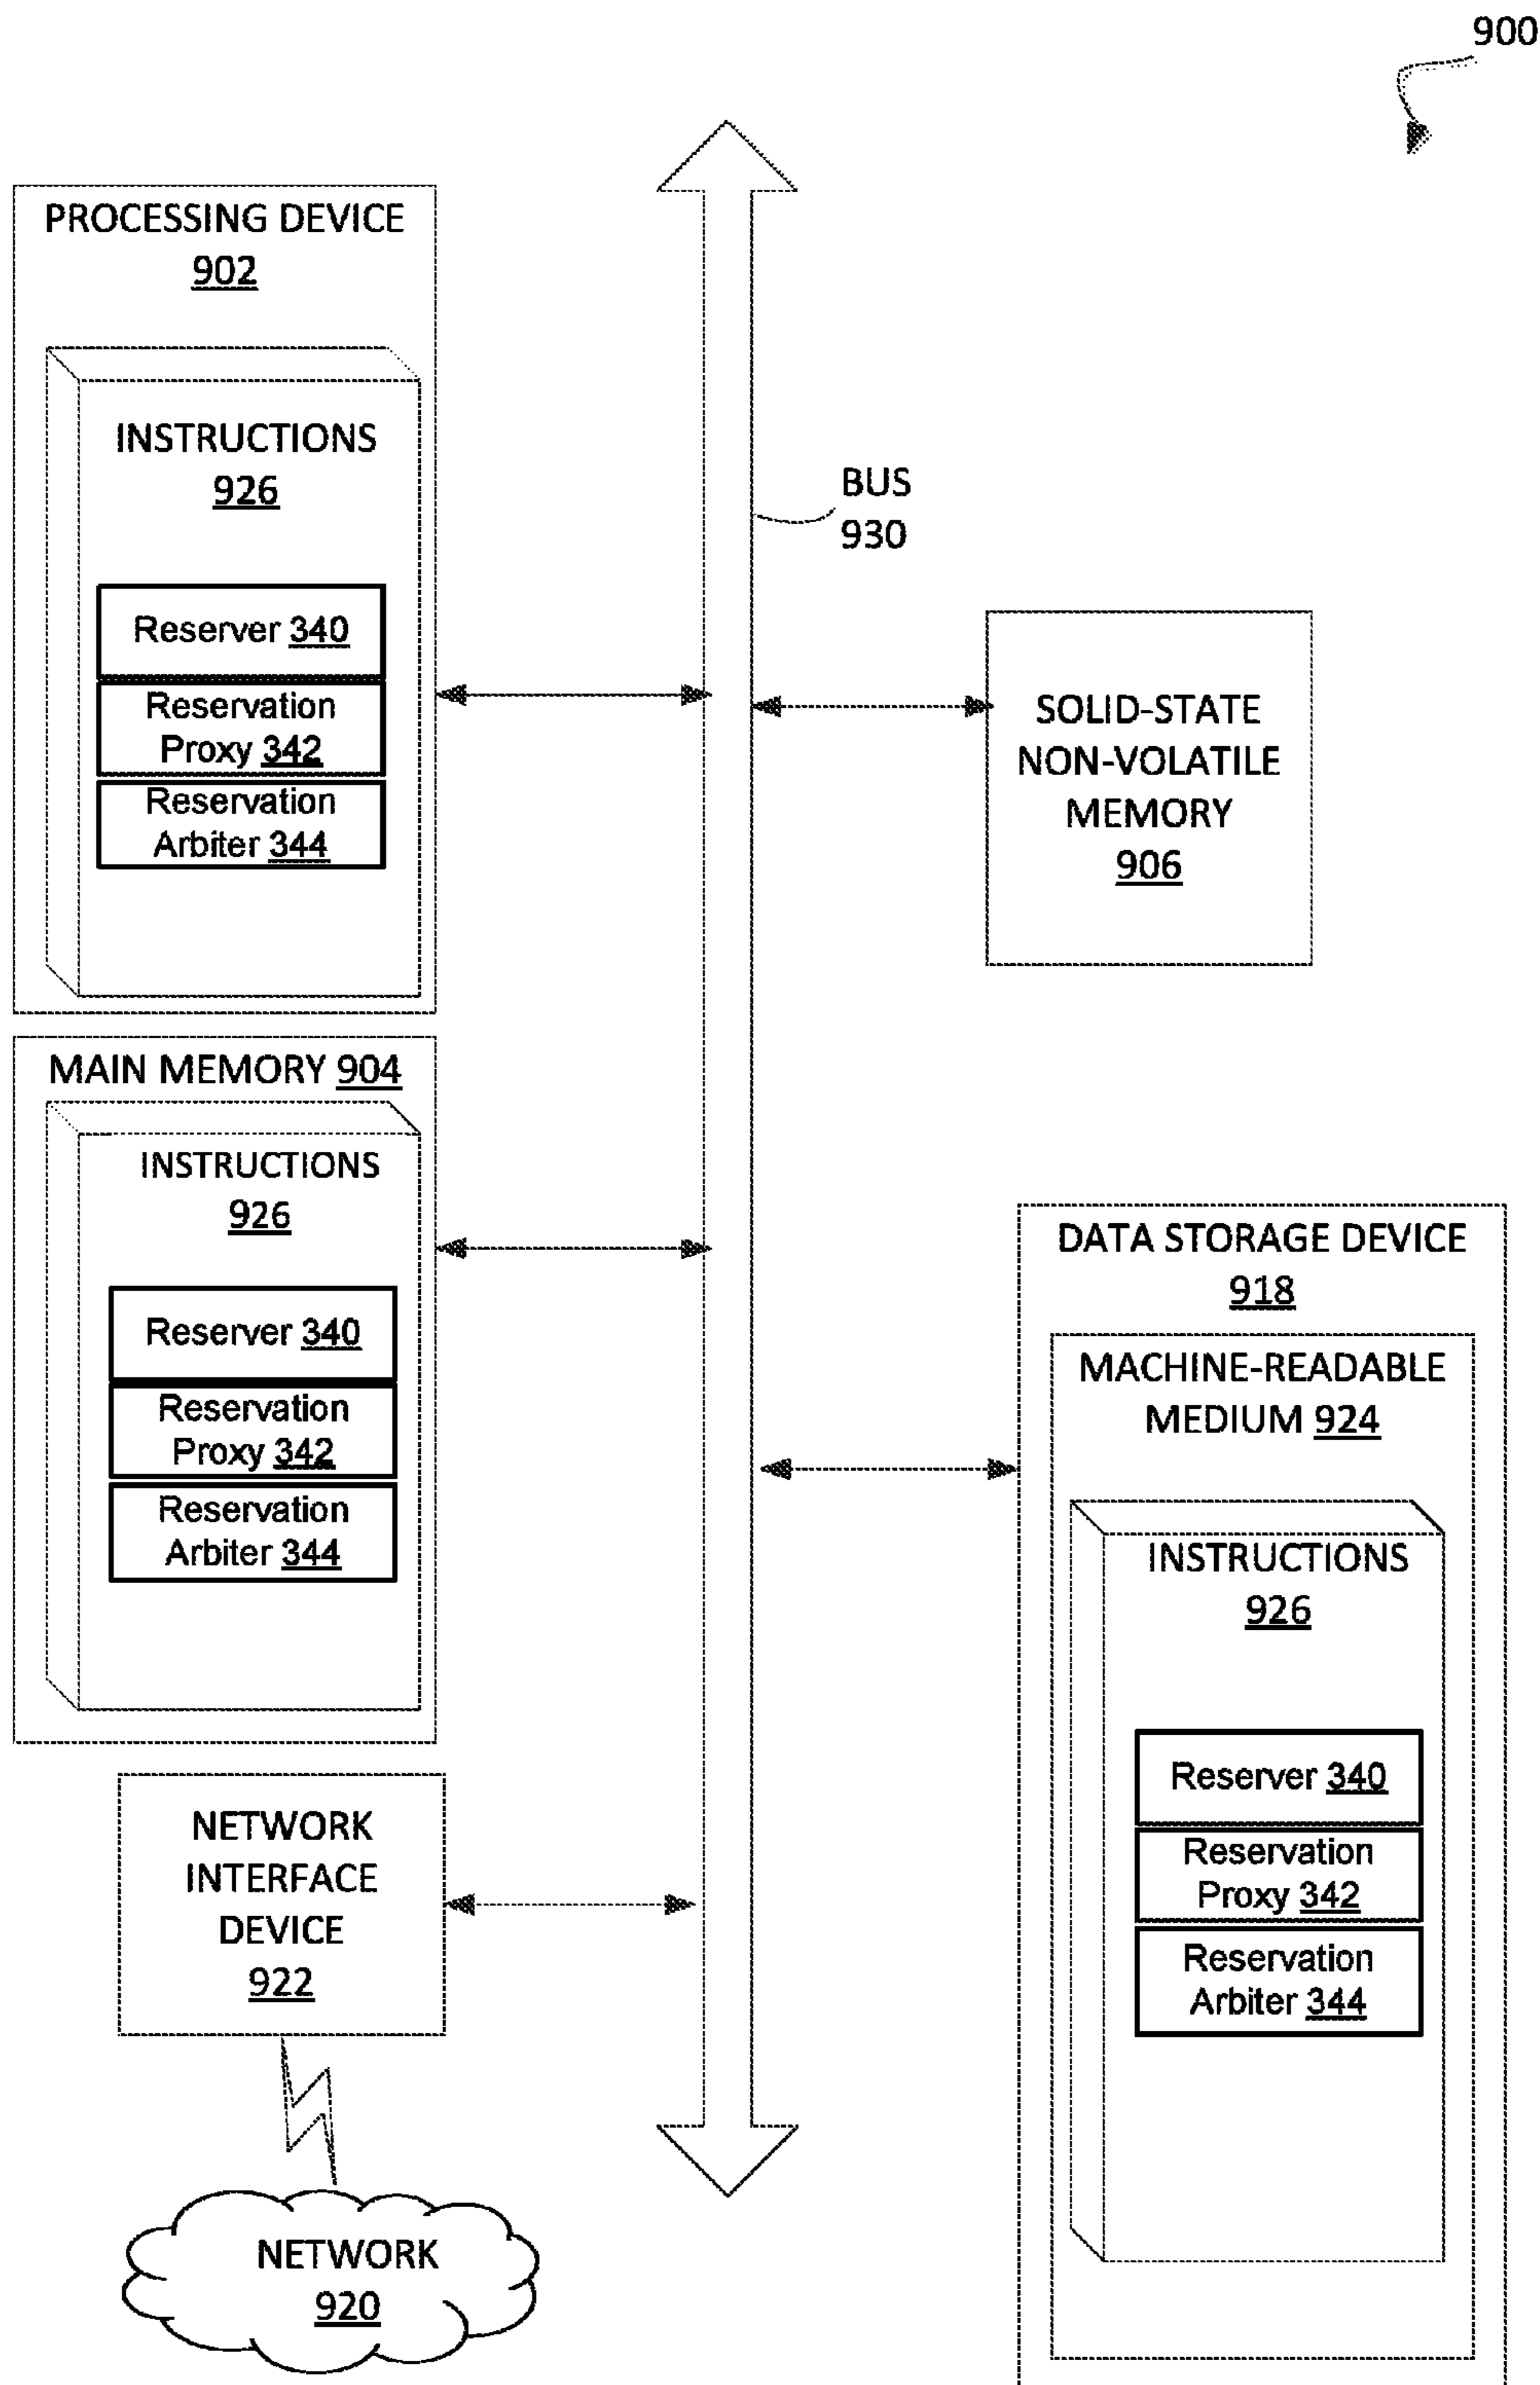 900
PROCESSING DEVICE
902
INSTRUCTIONS
926
Reserver 340
Reservation
Proxy 342
Reservation
Arbiter 344
BUS
930
SOLID-STATE
NON-VOLATILE
MEMORY
906
MAIN MEMORY 904
INSTRUCTIONS
926
Reserver 340
Reservation
Proxy 342
Reservation
Arbiter 344
DATA STORAGE DEVICE
918
MACHINE-READABLE
MEDIUM 924
INSTRUCTIONS
926
Reserver 340
Reservation
Proxy 342
Reservation
Arbiter 344
NETWORK
INTERFACE
DEVICE
922
NETWORK
920